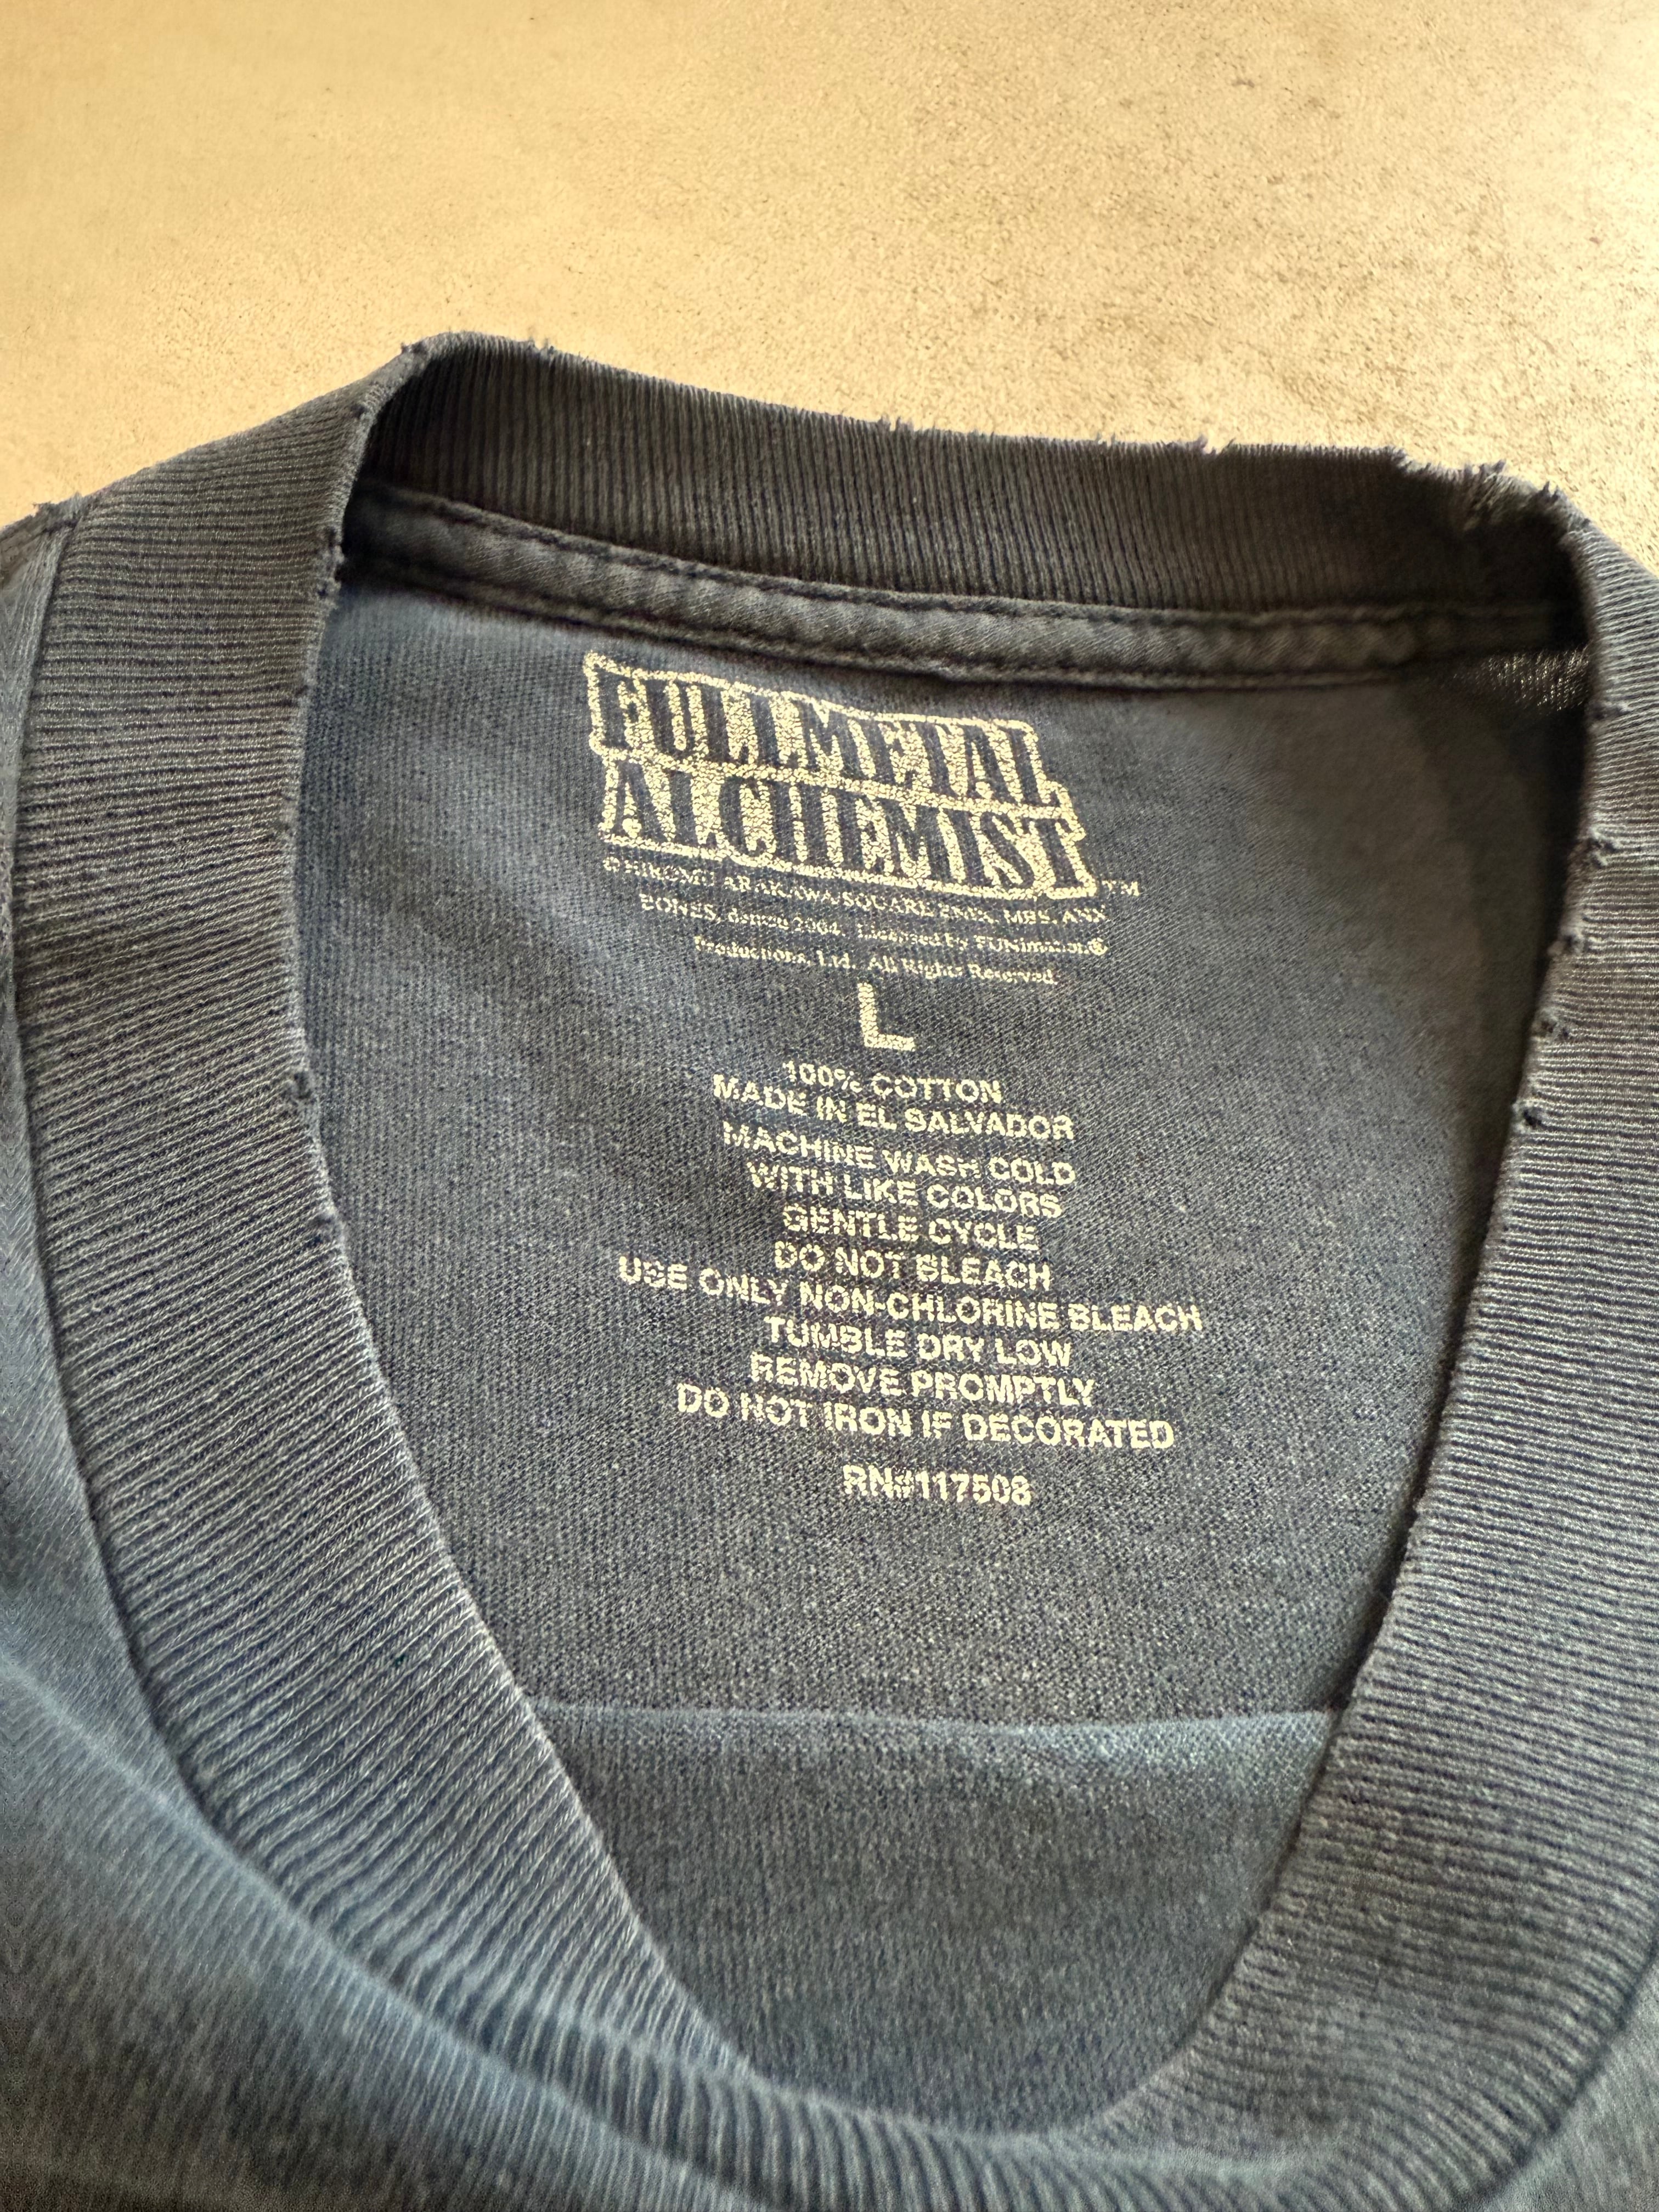 FULLMETAL
ALCHEMIST
TM
©HIROMU ARAKAWA/SQUARE ENIX, MBS, ANX
BONES, dentsu 2004. Licensed by FUNimation®
Productions, Ltd. All Rights Reserved.
L
100% COTTON
MADE IN EL SALVADOR
MACHINE WASH COLD
WITH LIKE COLORS
GENTLE CYCLE
DO NOT BLEACH
USE ONLY NON-CHLORINE BLEACH
TUMBLE DRY LOW
REMOVE PROMPTLY
DO NOT IRON IF DECORATED
RN#117508